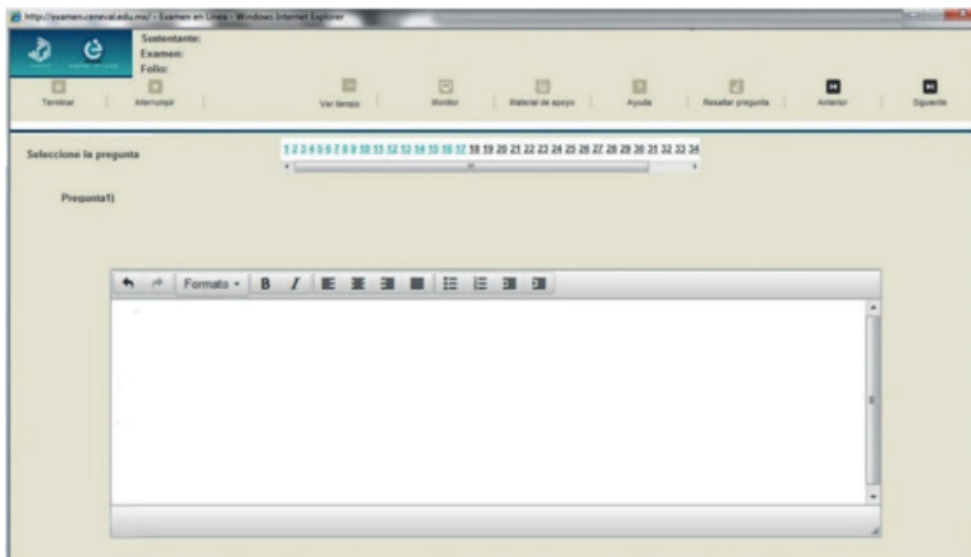 http://examen.ceneval.edu.mx/ - Examen en Línea - Windows Internet Explorer
Sustentante:
Examen:
Folio:
Terminar
Interrumpir
Ver tiempo
Monitor
Material de apoyo
Ayuda
Resaltar pregunta
Anterior
Siguiente
Seleccione la pregunta
1 2 3 4 5 6 7 8 9 10 11 12 13 14 15 16 17 18 19 20 21 22 23 24 25 26 27 28 29 30 31 32 33 34
Pregunta1)
Formato
B I